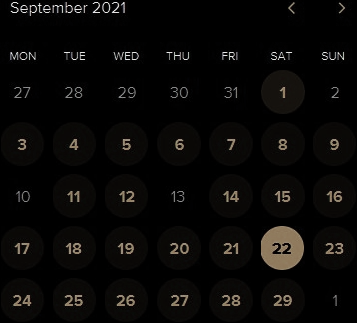 September 2021
MON TUE WED THU FRI SAT SUN
27 28 29 30 31 1 2
3 4 5 6 7 8 9
10 11 12 13 14 15 16
17 18 19 20 21 22 23
24 25 26 27 28 29 1